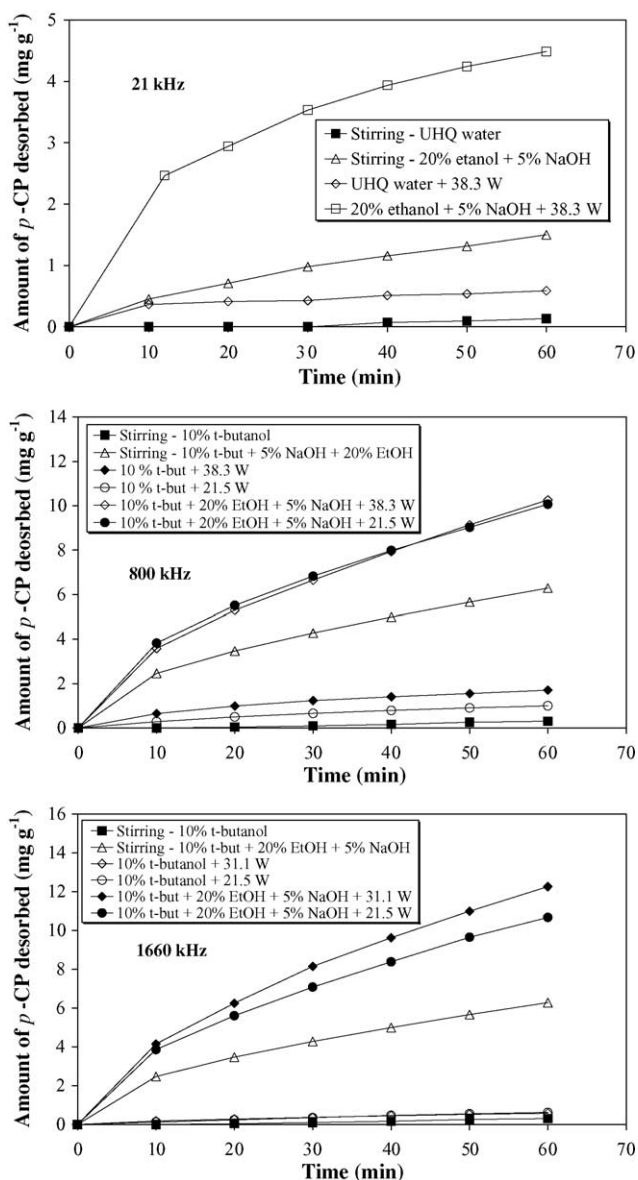 5
4
3
2
1
0
Amount of p-CP desorbed (mg g-1)
21 kHz
Stirring - UHQ water
Stirring - 20% etanol + 5% NaOH
UHQ water + 38.3 W
20% ethanol + 5% NaOH + 38.3 W
0 10 20 30 40 50 60 70
Time (min)
14
12
10
8
6
4
2
0
Amount of p-CP deosrbed (mg g-1)
Stirring - 10% t-butanol
Stirring - 10% t-but + 5% NaOH + 20% EtOH
10 % t-but + 38.3 W
10 % t-but + 21.5 W
10% t-but + 20% EtOH + 5% NaOH + 38.3 W
10% t-but + 20% EtOH + 5% NaOH + 21.5 W
800 kHz
0 10 20 30 40 50 60 70
Time (min)
16
14
12
10
8
6
4
2
0
Amount of p-CP desorbed (mg g-1)
Stirring - 10% t-butanol
Stirring - 10% t-but + 20% EtOH + 5% NaOH
10% t-butanol + 31.1 W
10% t-butanol + 21.5 W
10% t-but + 20% EtOH + 5% NaOH + 31.1 W
10% t-but + 20% EtOH + 5% NaOH + 21.5 W
1660 kHz
0 10 20 30 40 50 60 70
Time (min)